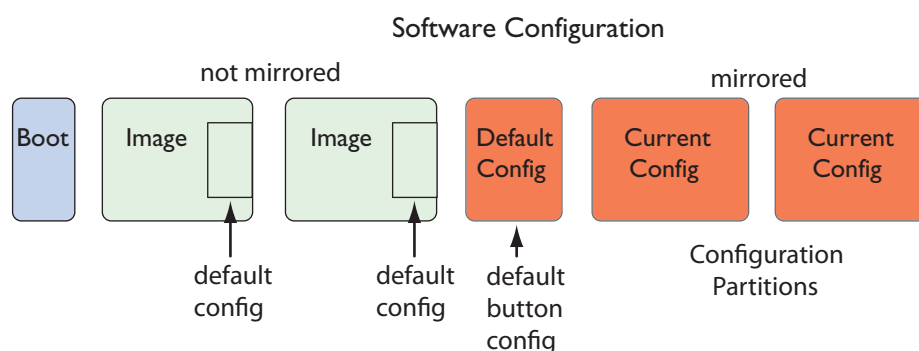 Software Configuration
not mirrored
mirrored
Boot
Image
Image
Default
Config
Current
Config
Current
Config
default
config
default
config
default
button
config
Configuration
Partitions